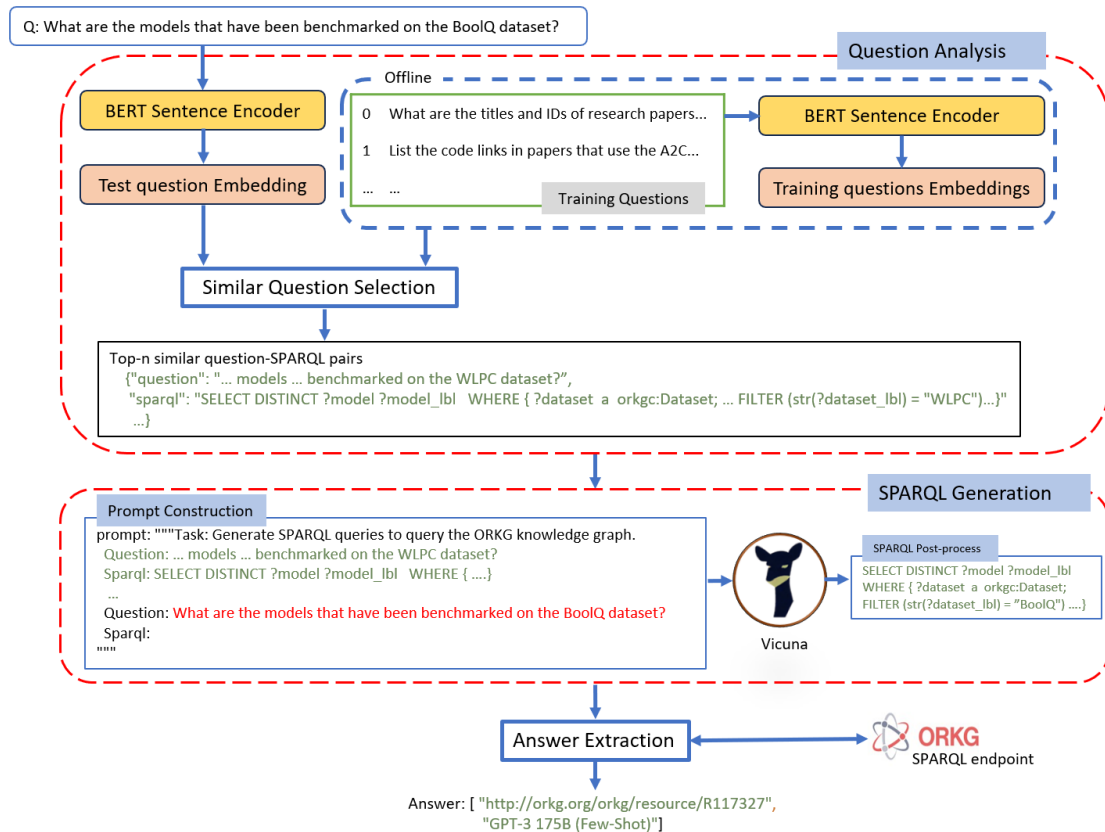 Q: What are the models that have been benchmarked on the BoolQ dataset?
Question Analysis
Offline
BERT Sentence Encoder
Test question Embedding
0 What are the titles and IDs of research papers...
1 List the code links in papers that use the A2C...
... ...
Training Questions
BERT Sentence Encoder
Training questions Embeddings
Similar Question Selection
Top-n similar question-SPARQL pairs
{"question": "... models ... benchmarked on the WLPC dataset?",
"sparql": "SELECT DISTINCT ?model ?model_lbl WHERE { ?dataset a orkgc:Dataset; ... FILTER (str(?dataset_lbl) = "WLPC")...}"
...}
SPARQL Generation
Prompt Construction
prompt: """Task: Generate SPARQL queries to query the ORKG knowledge graph.
Question: ... models ... benchmarked on the WLPC dataset?
Sparql: SELECT DISTINCT ?model ?model_lbl WHERE { ....}
...
Question: What are the models that have been benchmarked on the BoolQ dataset?
Sparql:
"""
Vicuna
SPARQL Post-process
SELECT DISTINCT ?model ?model_lbl
WHERE { ?dataset a orkgc:Dataset;
FILTER (str(?dataset_lbl) = "BoolQ") ....}
Answer Extraction
ORKG
SPARQL endpoint
Answer: [ "http://orkg.org/orkg/resource/R117327",
"GPT-3 175B (Few-Shot)"]